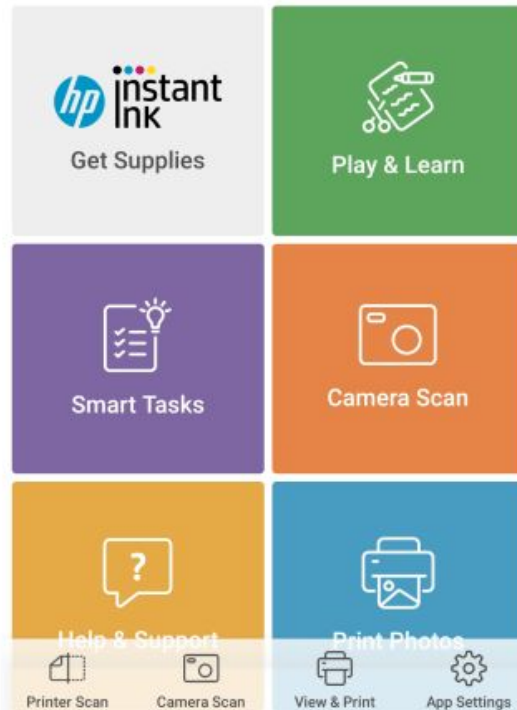 hp instant ink
Get Supplies
Play & Learn
Smart Tasks
Camera Scan
?
Help & Support
Print Photos
Printer Scan
Camera Scan
View & Print
App Settings